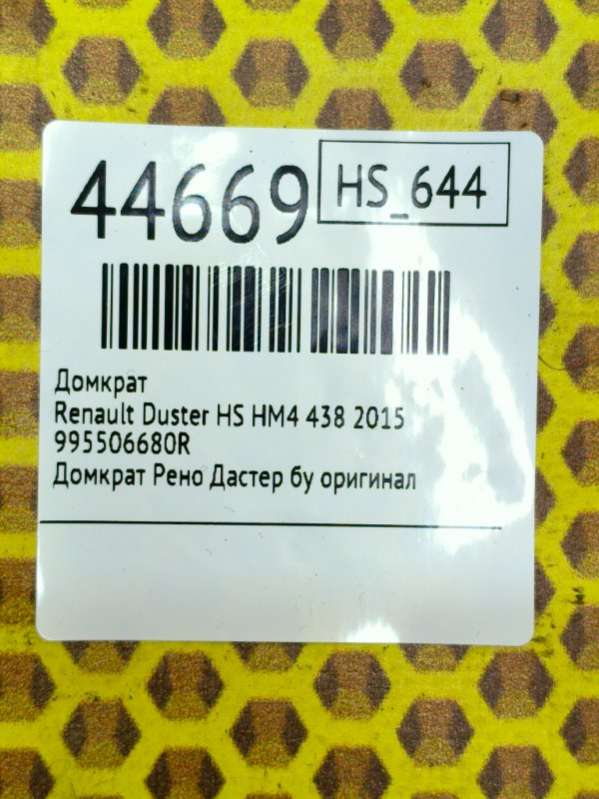 44669
HS_644
Домкрат
Renault Duster HS HM4 438 2015
995506680R
Домкрат Рено Дастер бу оригинал